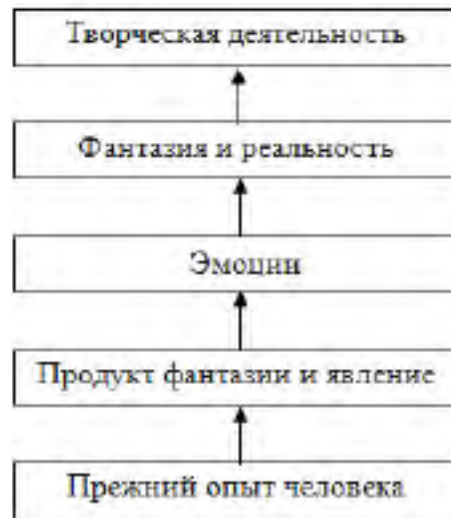 Творческая деятельность
Фантазия и реальность
Эмоции
Продукт фантазии и явление
Прежний опыт человека